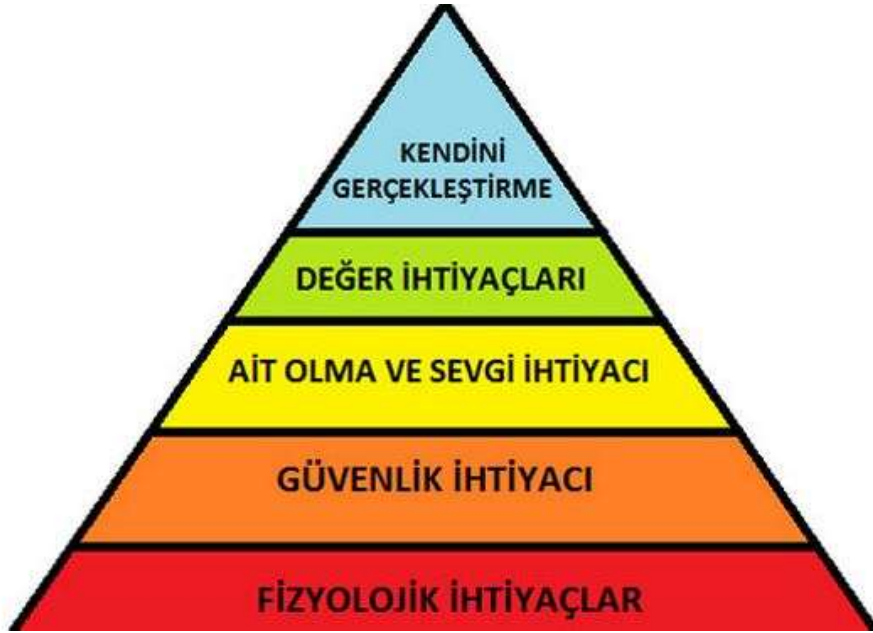 KENDİNİ
GERÇEKLEŞTİRME
DEĞER İHTİYAÇLARI
AİT OLMA VE SEVGİ İHTİYACI
GÜVENLİK İHTİYACI
FİZYOLOJİK İHTİYAÇLAR